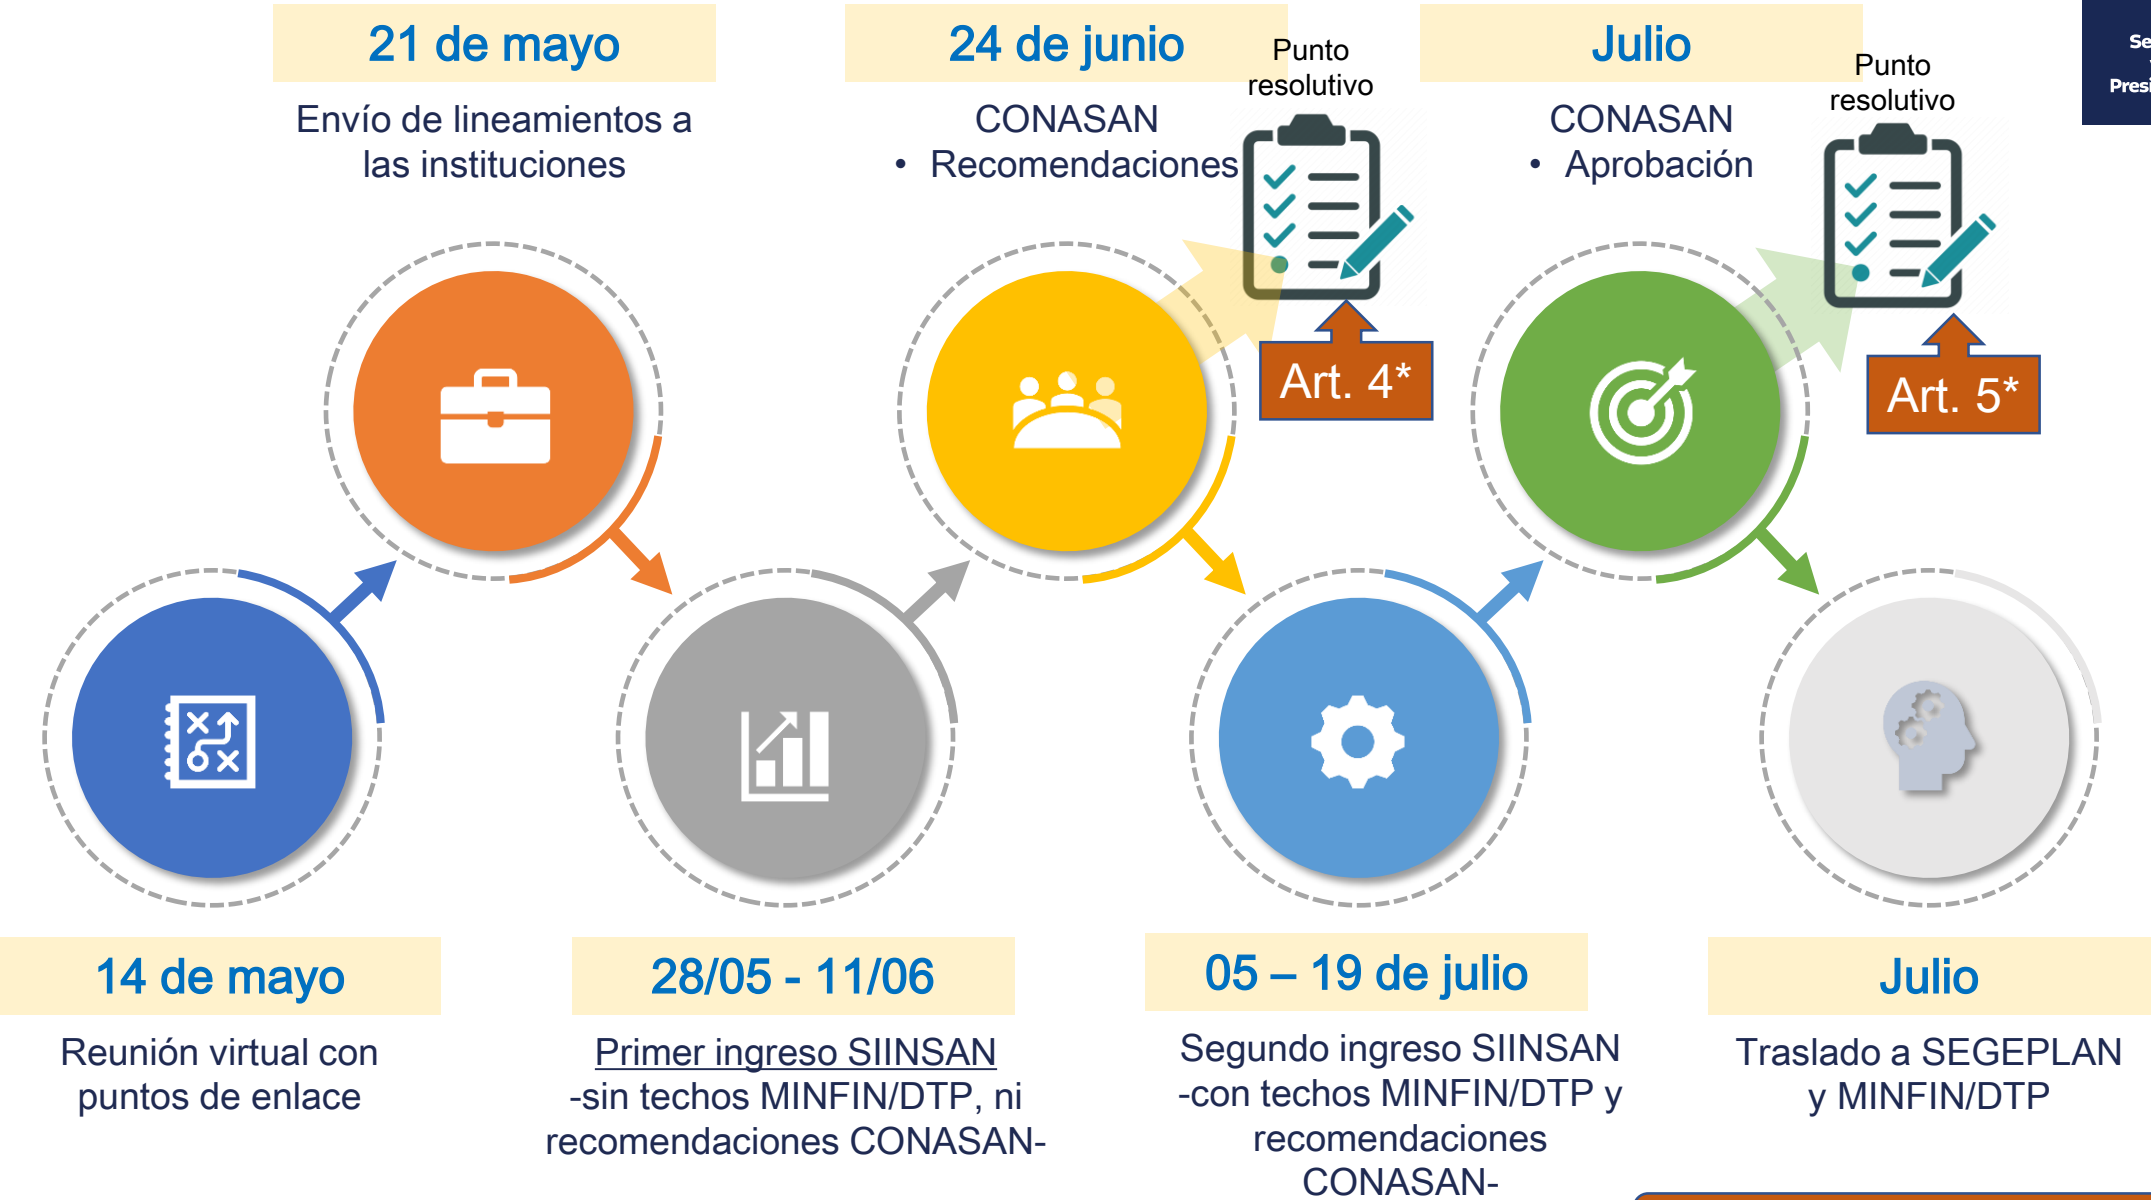 21 de mayo
Envío de lineamientos a
las instituciones
24 de junio
CONASAN
• Recomendaciones
Punto
resolutivo
Art. 4*
Julio
CONASAN
• Aprobación
Punto
resolutivo
Art. 5*
14 de mayo
Reunión virtual con
puntos de enlace
28/05 - 11/06
Primer ingreso SIINSAN
-sin techos MINFIN/DTP, ni
recomendaciones CONASAN-
05 – 19 de julio
Segundo ingreso SIINSAN
-con techos MINFIN/DTP y
recomendaciones
CONASAN-
Julio
Traslado a SEGEPLAN
y MINFIN/DTP